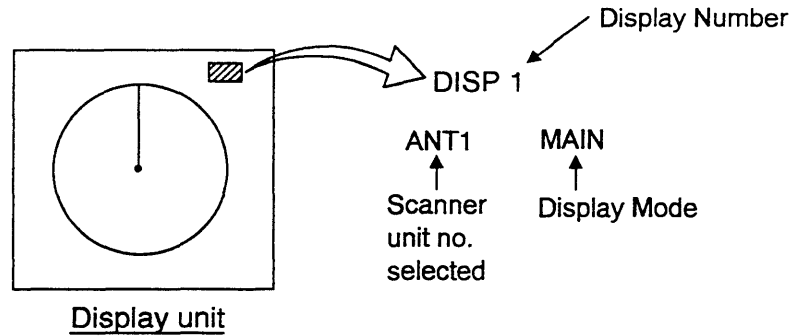 Display Number
DISP 1
ANT1 MAIN
Scanner
unit no.
selected
Display Mode
Display unit